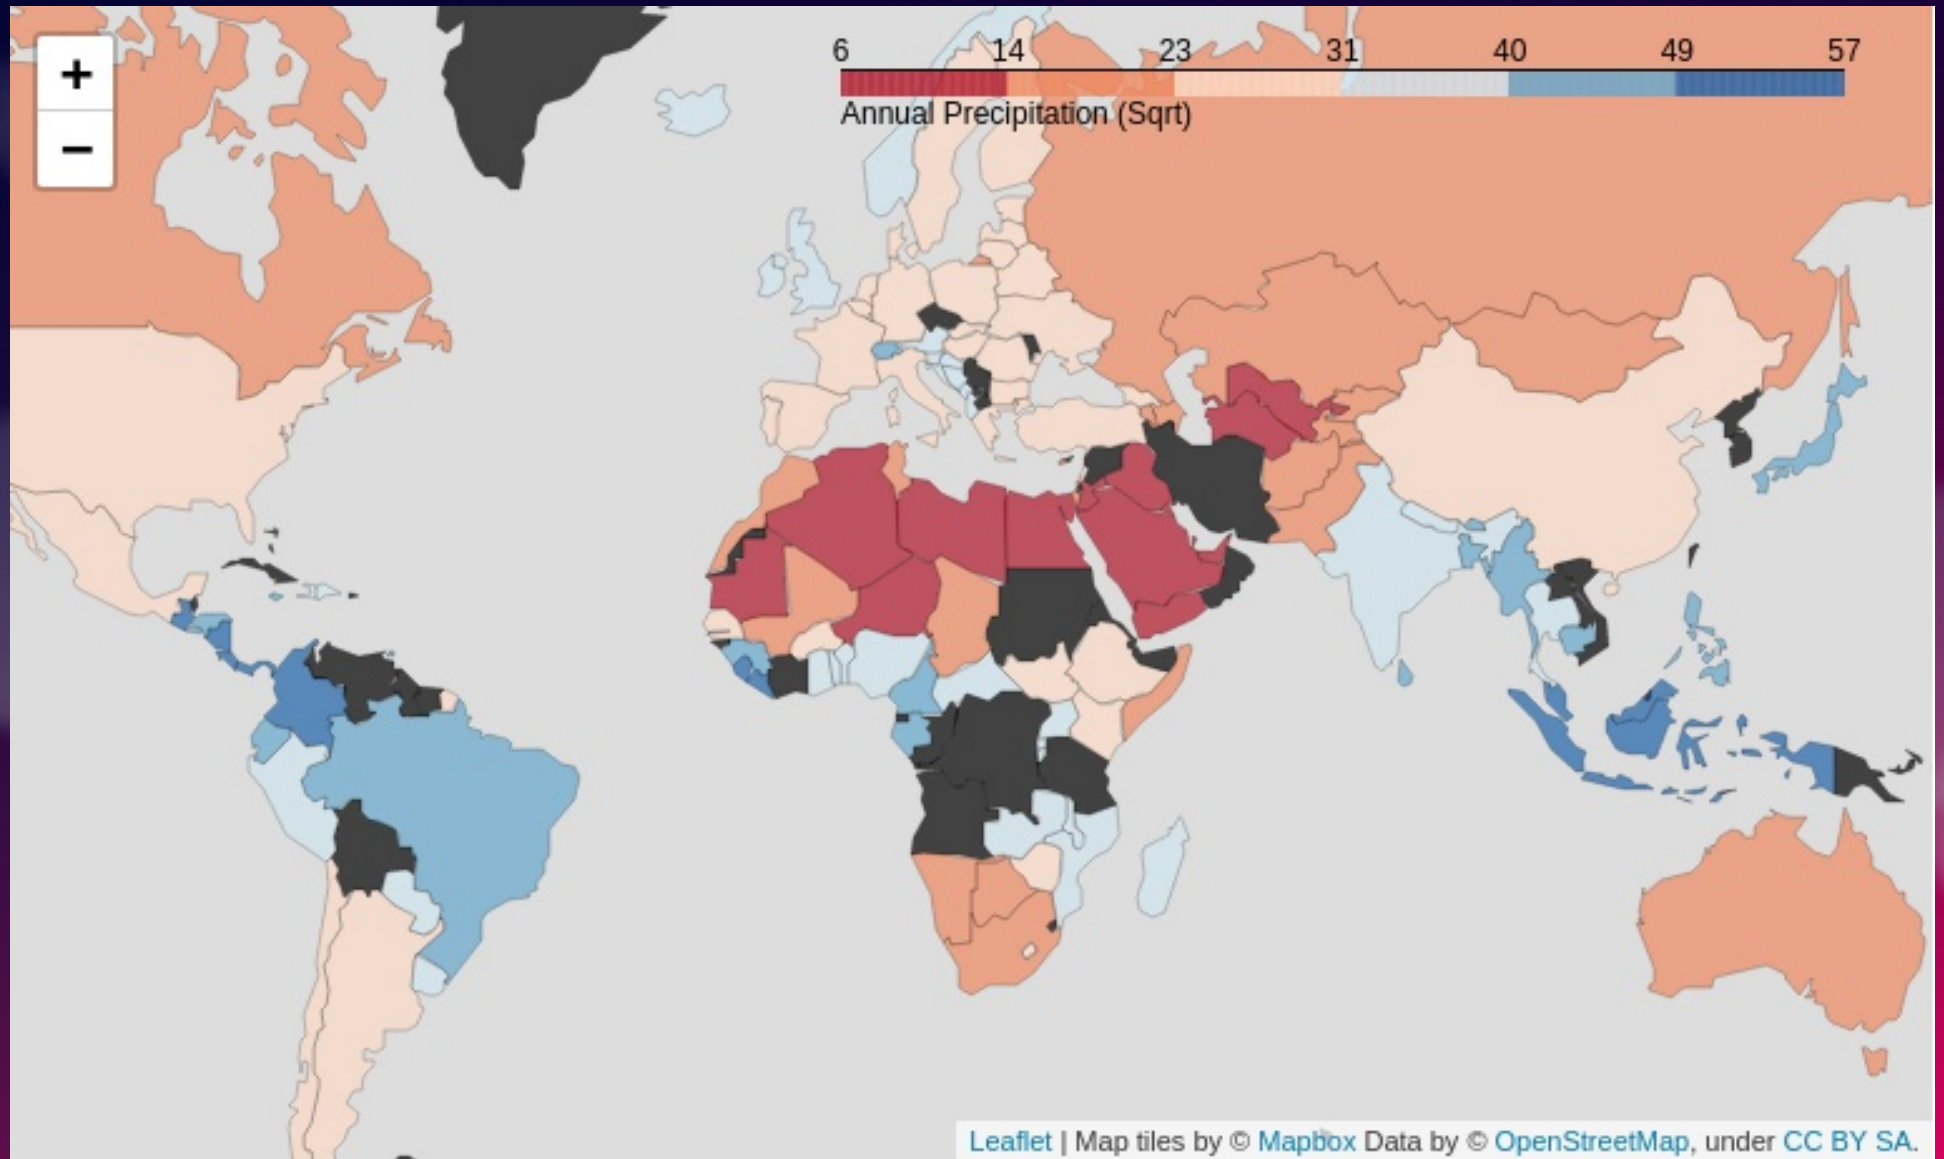 +
−
6 14 23 31 40 49 57
Annual Precipitation (Sqrt)
Leaflet | Map tiles by © Mapbox Data by © OpenStreetMap, under CC BY SA.